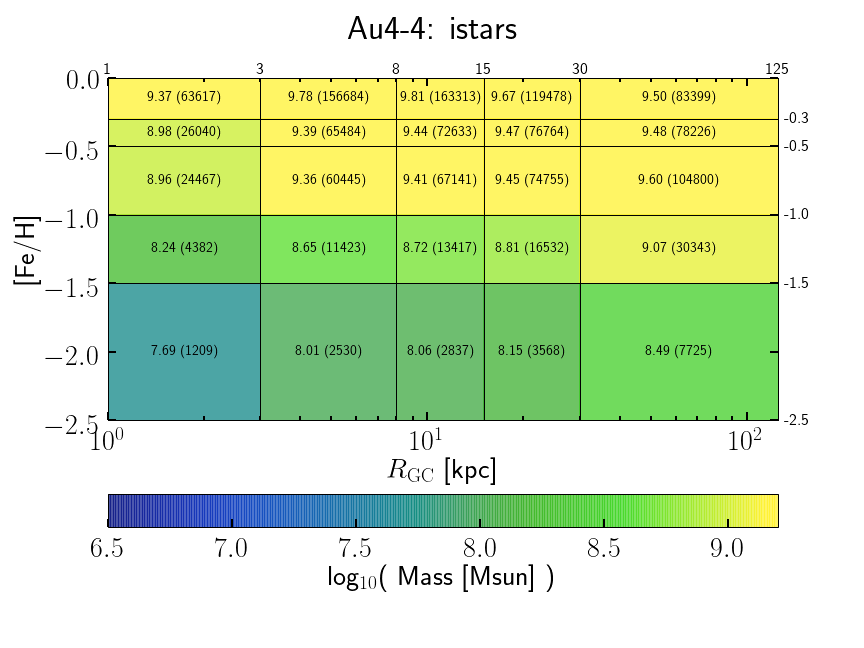 Au4-4: istars
1 3 8 15 30 125
0.0
9.37 (63617) 9.78 (156684) 9.81 (163313) 9.67 (119478) 9.50 (83399)
-0.3
8.98 (26040) 9.39 (65484) 9.44 (72633) 9.47 (76764) 9.48 (78226)
−0.5 -0.5
8.96 (24467) 9.36 (60445) 9.41 (67141) 9.45 (74755) 9.60 (104800)
−1.0 -1.0
[Fe/H]
8.24 (4382) 8.65 (11423) 8.72 (13417) 8.81 (16532) 9.07 (30343)
−1.5 -1.5
−2.0 7.69 (1209) 8.01 (2530) 8.06 (2837) 8.15 (3568) 8.49 (7725)
−2.5 -2.5
10⁰ 10¹ 10²
R_GC [kpc]
6.5 7.0 7.5 8.0 8.5 9.0
log₁₀( Mass [Msun] )